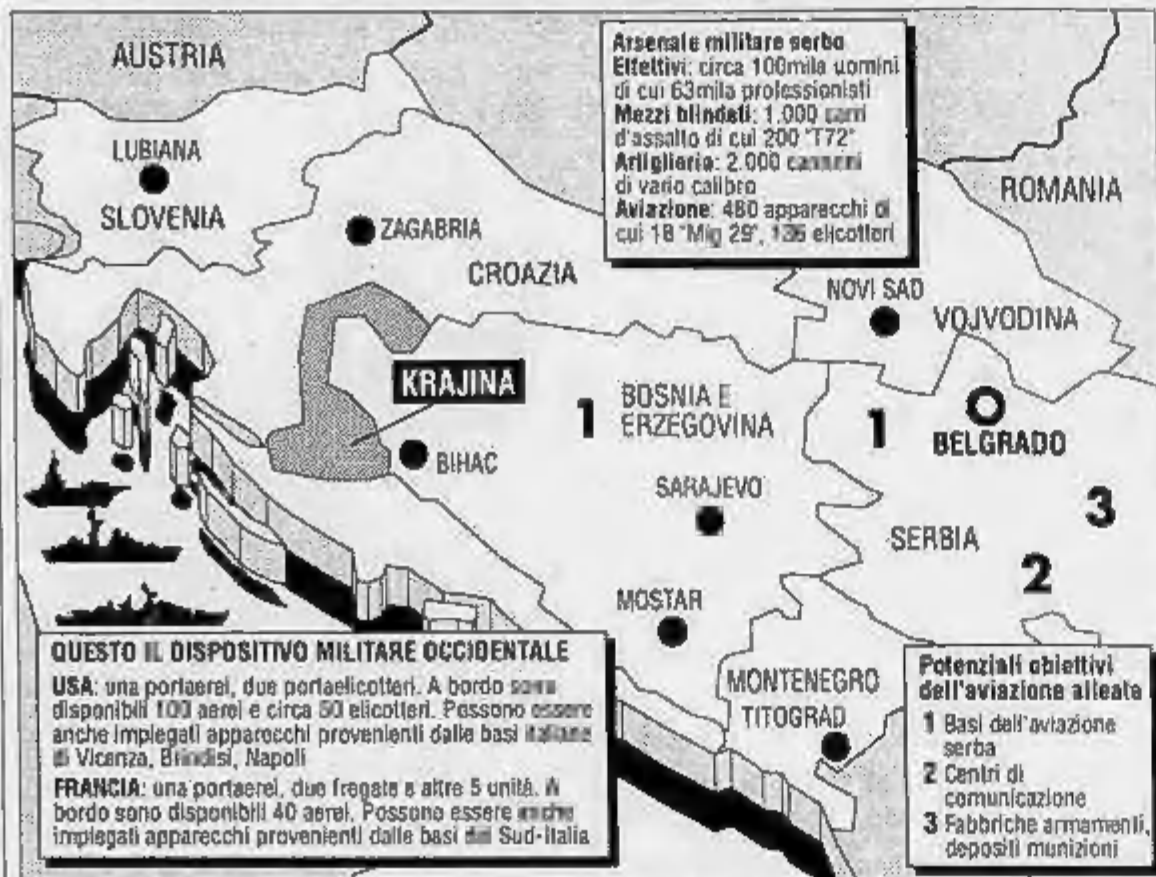 AUSTRIA
Arsenale militare serbo
Effettivi: circa 100mila uomini
di cui 63mila professionisti
Mezzi blindati: 1.000 carri
d'assalto di cui 200 "T72"
Artiglieria: 2.000 cannoni
di vario calibro
Aviazione: 480 apparecchi di
cui 18 "Mig 29", 136 elicotteri
LUBIANA
SLOVENIA
ROMANIA
ZAGABRIA
CROAZIA
NOVI SAD
VOJVODINA
KRAJINA
1
BOSNIA E
ERZEGOVINA
1
BELGRADO
BIHAC
SARAJEVO
3
SERBIA
2
MOSTAR
MONTENEGRO
TITOGRAD
QUESTO IL DISPOSITIVO MILITARE OCCIDENTALE
USA: una portaerei, due portaelicotteri. A bordo sono
disponibili 100 aerei e circa 50 elicotteri. Possono essere
anche impiegati apparecchi provenienti dalle basi italiane
di Vicenza, Brindisi, Napoli
FRANCIA: una portaerei, due fregate e altre 5 unità. A
bordo sono disponibili 40 aerei. Possono essere anche
impiegati apparecchi provenienti dalle basi del Sud-Italia
Potenziali obiettivi
dell'aviazione alleata
1 Basi dell'aviazione
serba
2 Centri di
comunicazione
3 Fabbriche armamenti,
depositi munizioni